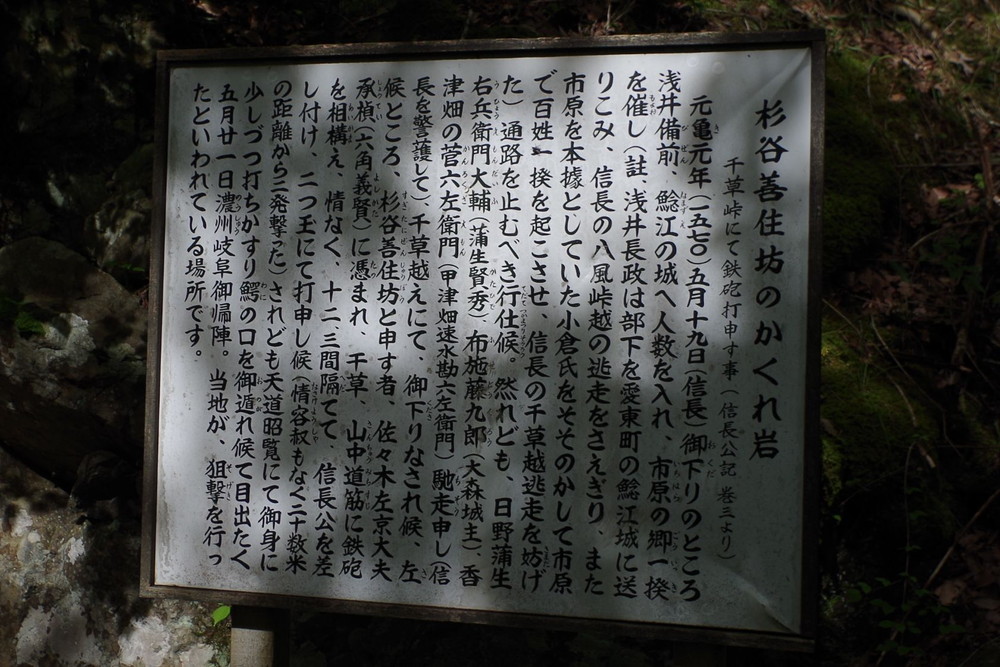 杉谷善住坊のかくれ岩
千草峠にて鉄砲打申す事（信長公記 巻三より）
元亀元年（一五七〇）五月十九日（信長）御下りのところ
浅井備前、鯰江の城へ人数を入れ、市原の郷一揆
を催し（註 浅井長政は部下を愛東町の鯰江城に送
りこみ、信長の八風峠越の逃走をさえぎり、また
市原を本據としていた小倉氏をそそのかして市原
で百姓一揆を起こさせ、信長の千草越逃走を妨げ
た）通路を止むべき行仕候。然れども、日野蒲生
右兵衛門大輔（蒲生賢秀）、布施藤九郎（大森城主）、香
津畑の菅六左衛門（甲津畑速水勘六左衛門）馳走申し（信
長を警護して）、千草越えにて、御下りなされ候、左
候ところ、杉谷善住坊と申す者 佐々木左京大夫
承禎（六角義賢）に憑まれ、千草 山中道筋に鉄砲
を相構え、情なく、十二、三間隔て、信長公を差
し付け、二つ玉にて打申し候（情容叔もなく二十数米
の距離から二発撃った）されども天道昭覧にて御身に
少しづつ打ちかすり鰐の口を御遁れ候て目出たく
五月廿一日濃州岐阜御帰陣。 当地が、狙撃を行っ
たといわれている場所です。